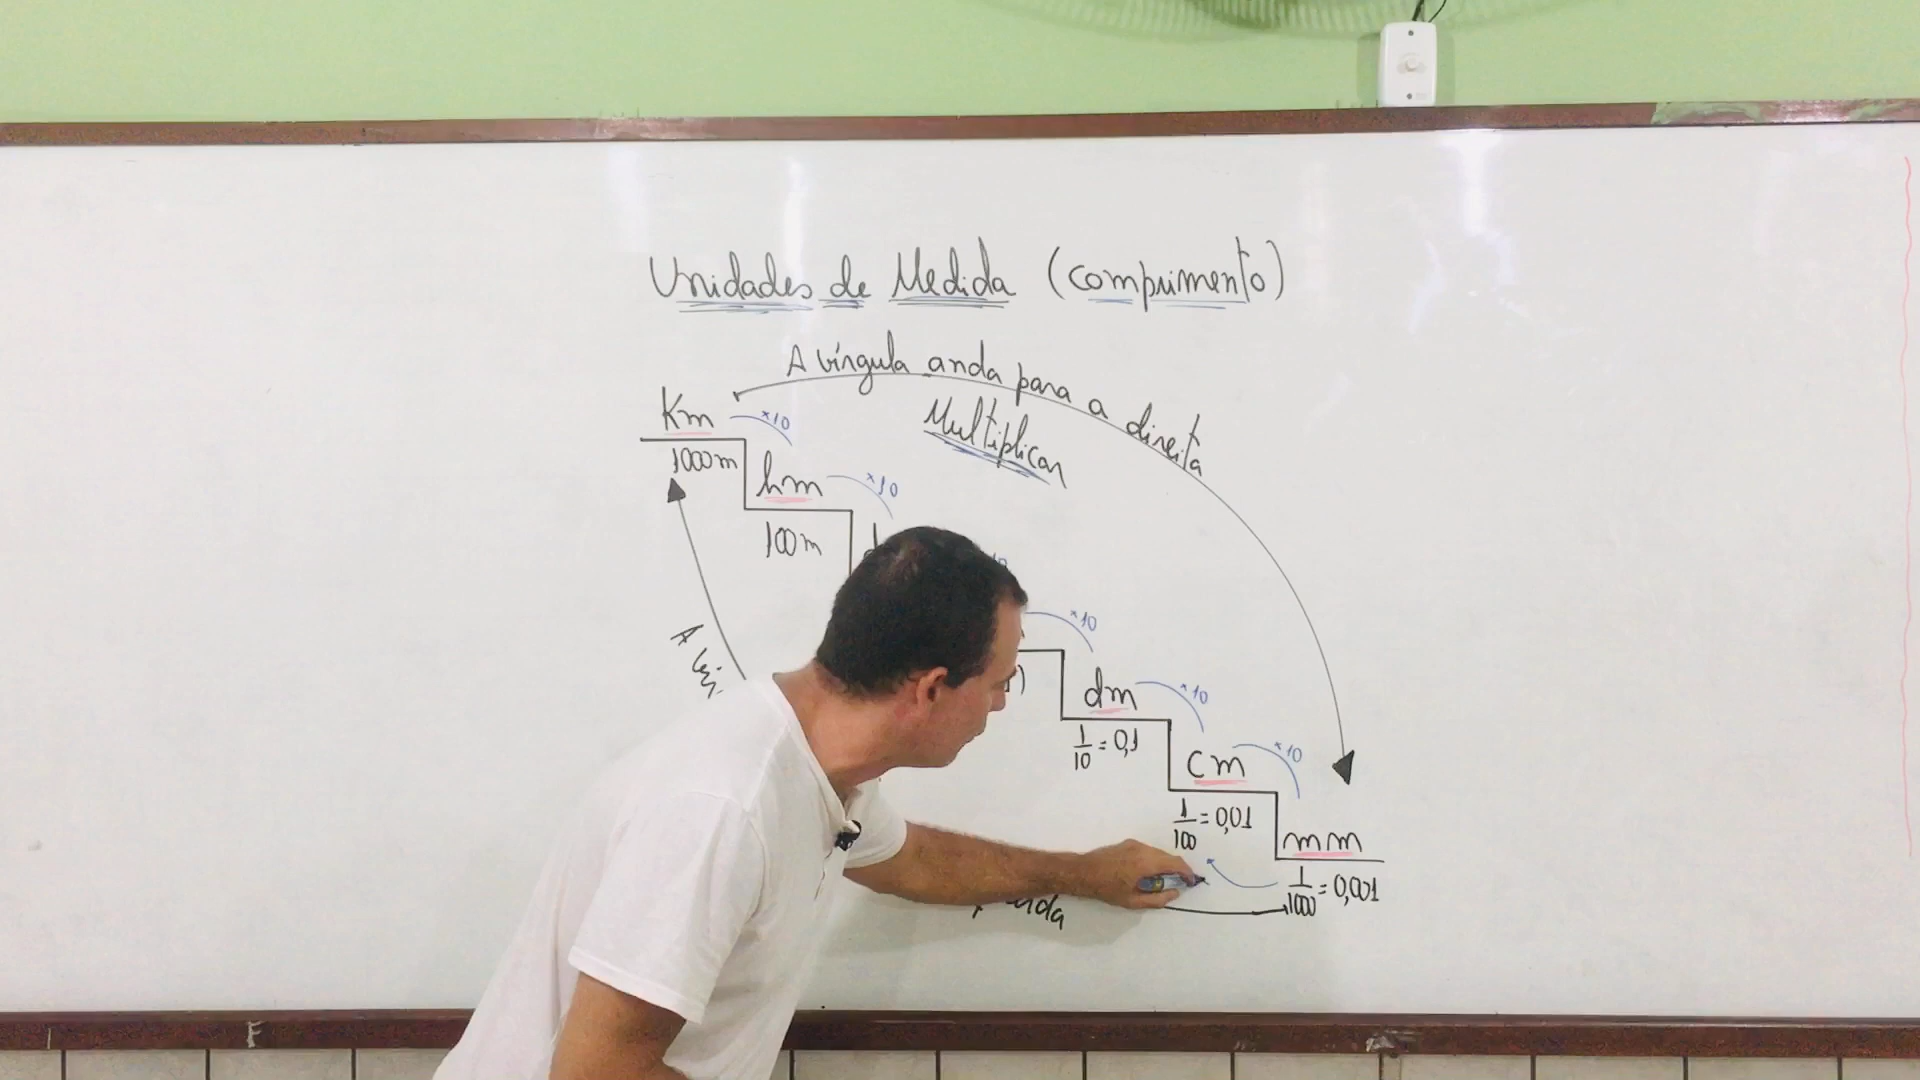 Unidades de Medida (comprimento)
A vírgula anda para a direita
Multiplicar
Km
x10
1000m
hm
x10
100m
x10
dm
x10
1/10 = 0,1
cm
x10
1/100 = 0,01
mm
1/1000 = 0,001
A